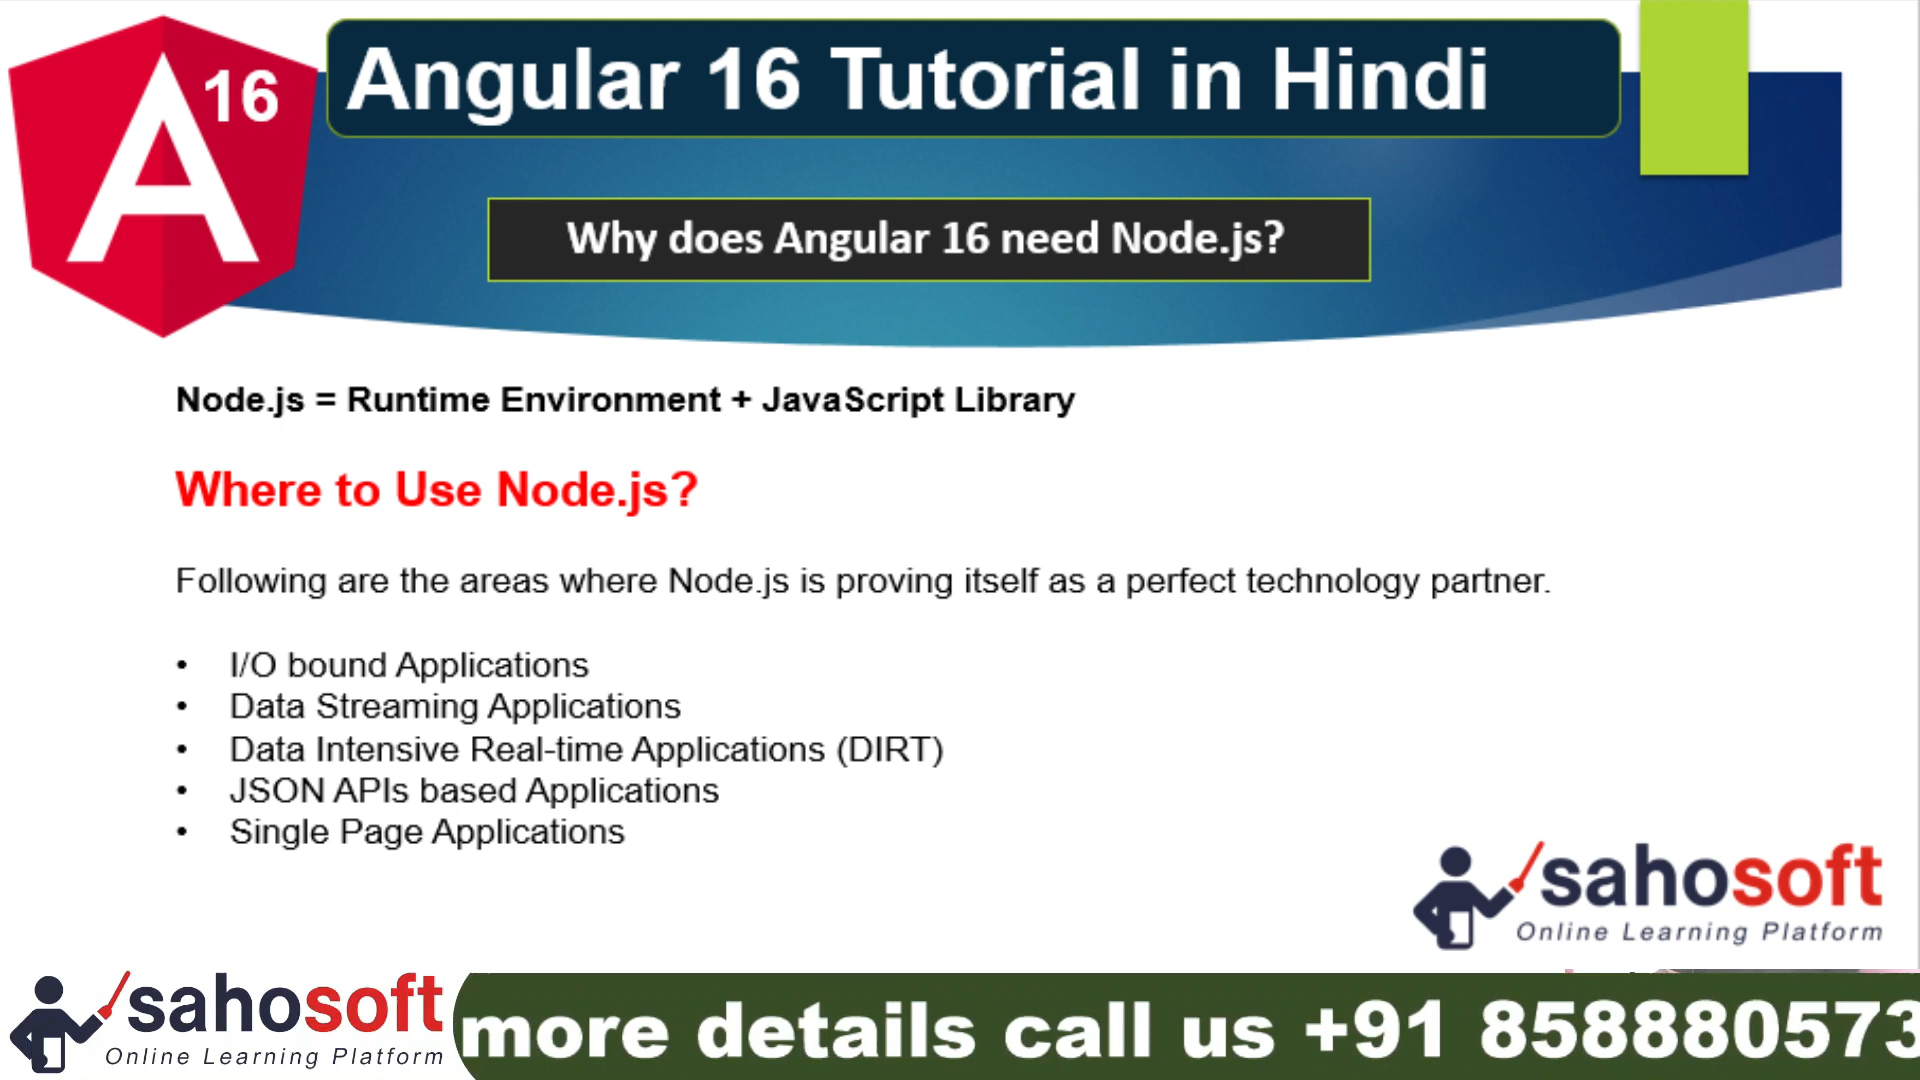 16
Angular 16 Tutorial in Hindi
Why does Angular 16 need Node.js?
Node.js = Runtime Environment + JavaScript Library
Where to Use Node.js?
Following are the areas where Node.js is proving itself as a perfect technology partner.
• I/O bound Applications
• Data Streaming Applications
• Data Intensive Real-time Applications (DIRT)
• JSON APIs based Applications
• Single Page Applications
sahosoft
Online Learning Platform
sahosoft
Online Learning Platform
more details call us +91 858880573